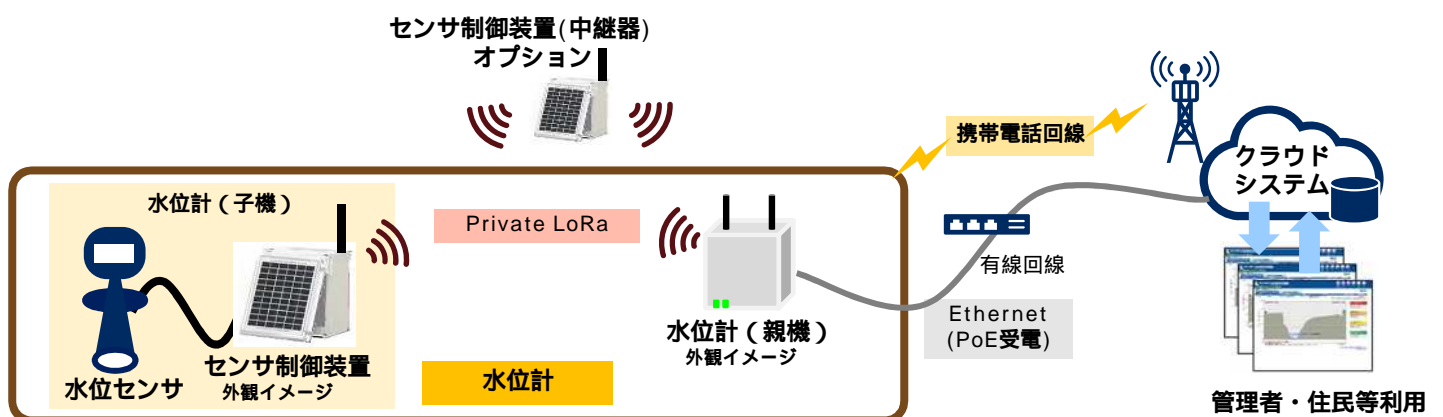 センサ制御装置(中継器)
オプション
携帯電話回線
クラウド
システム
水位計(子機)
Private LoRa
有線回線
Ethernet
(PoE受電)
水位計(親機)
外観イメージ
センサ制御装置
外観イメージ
水位センサ
水位計
管理者・住民等利用